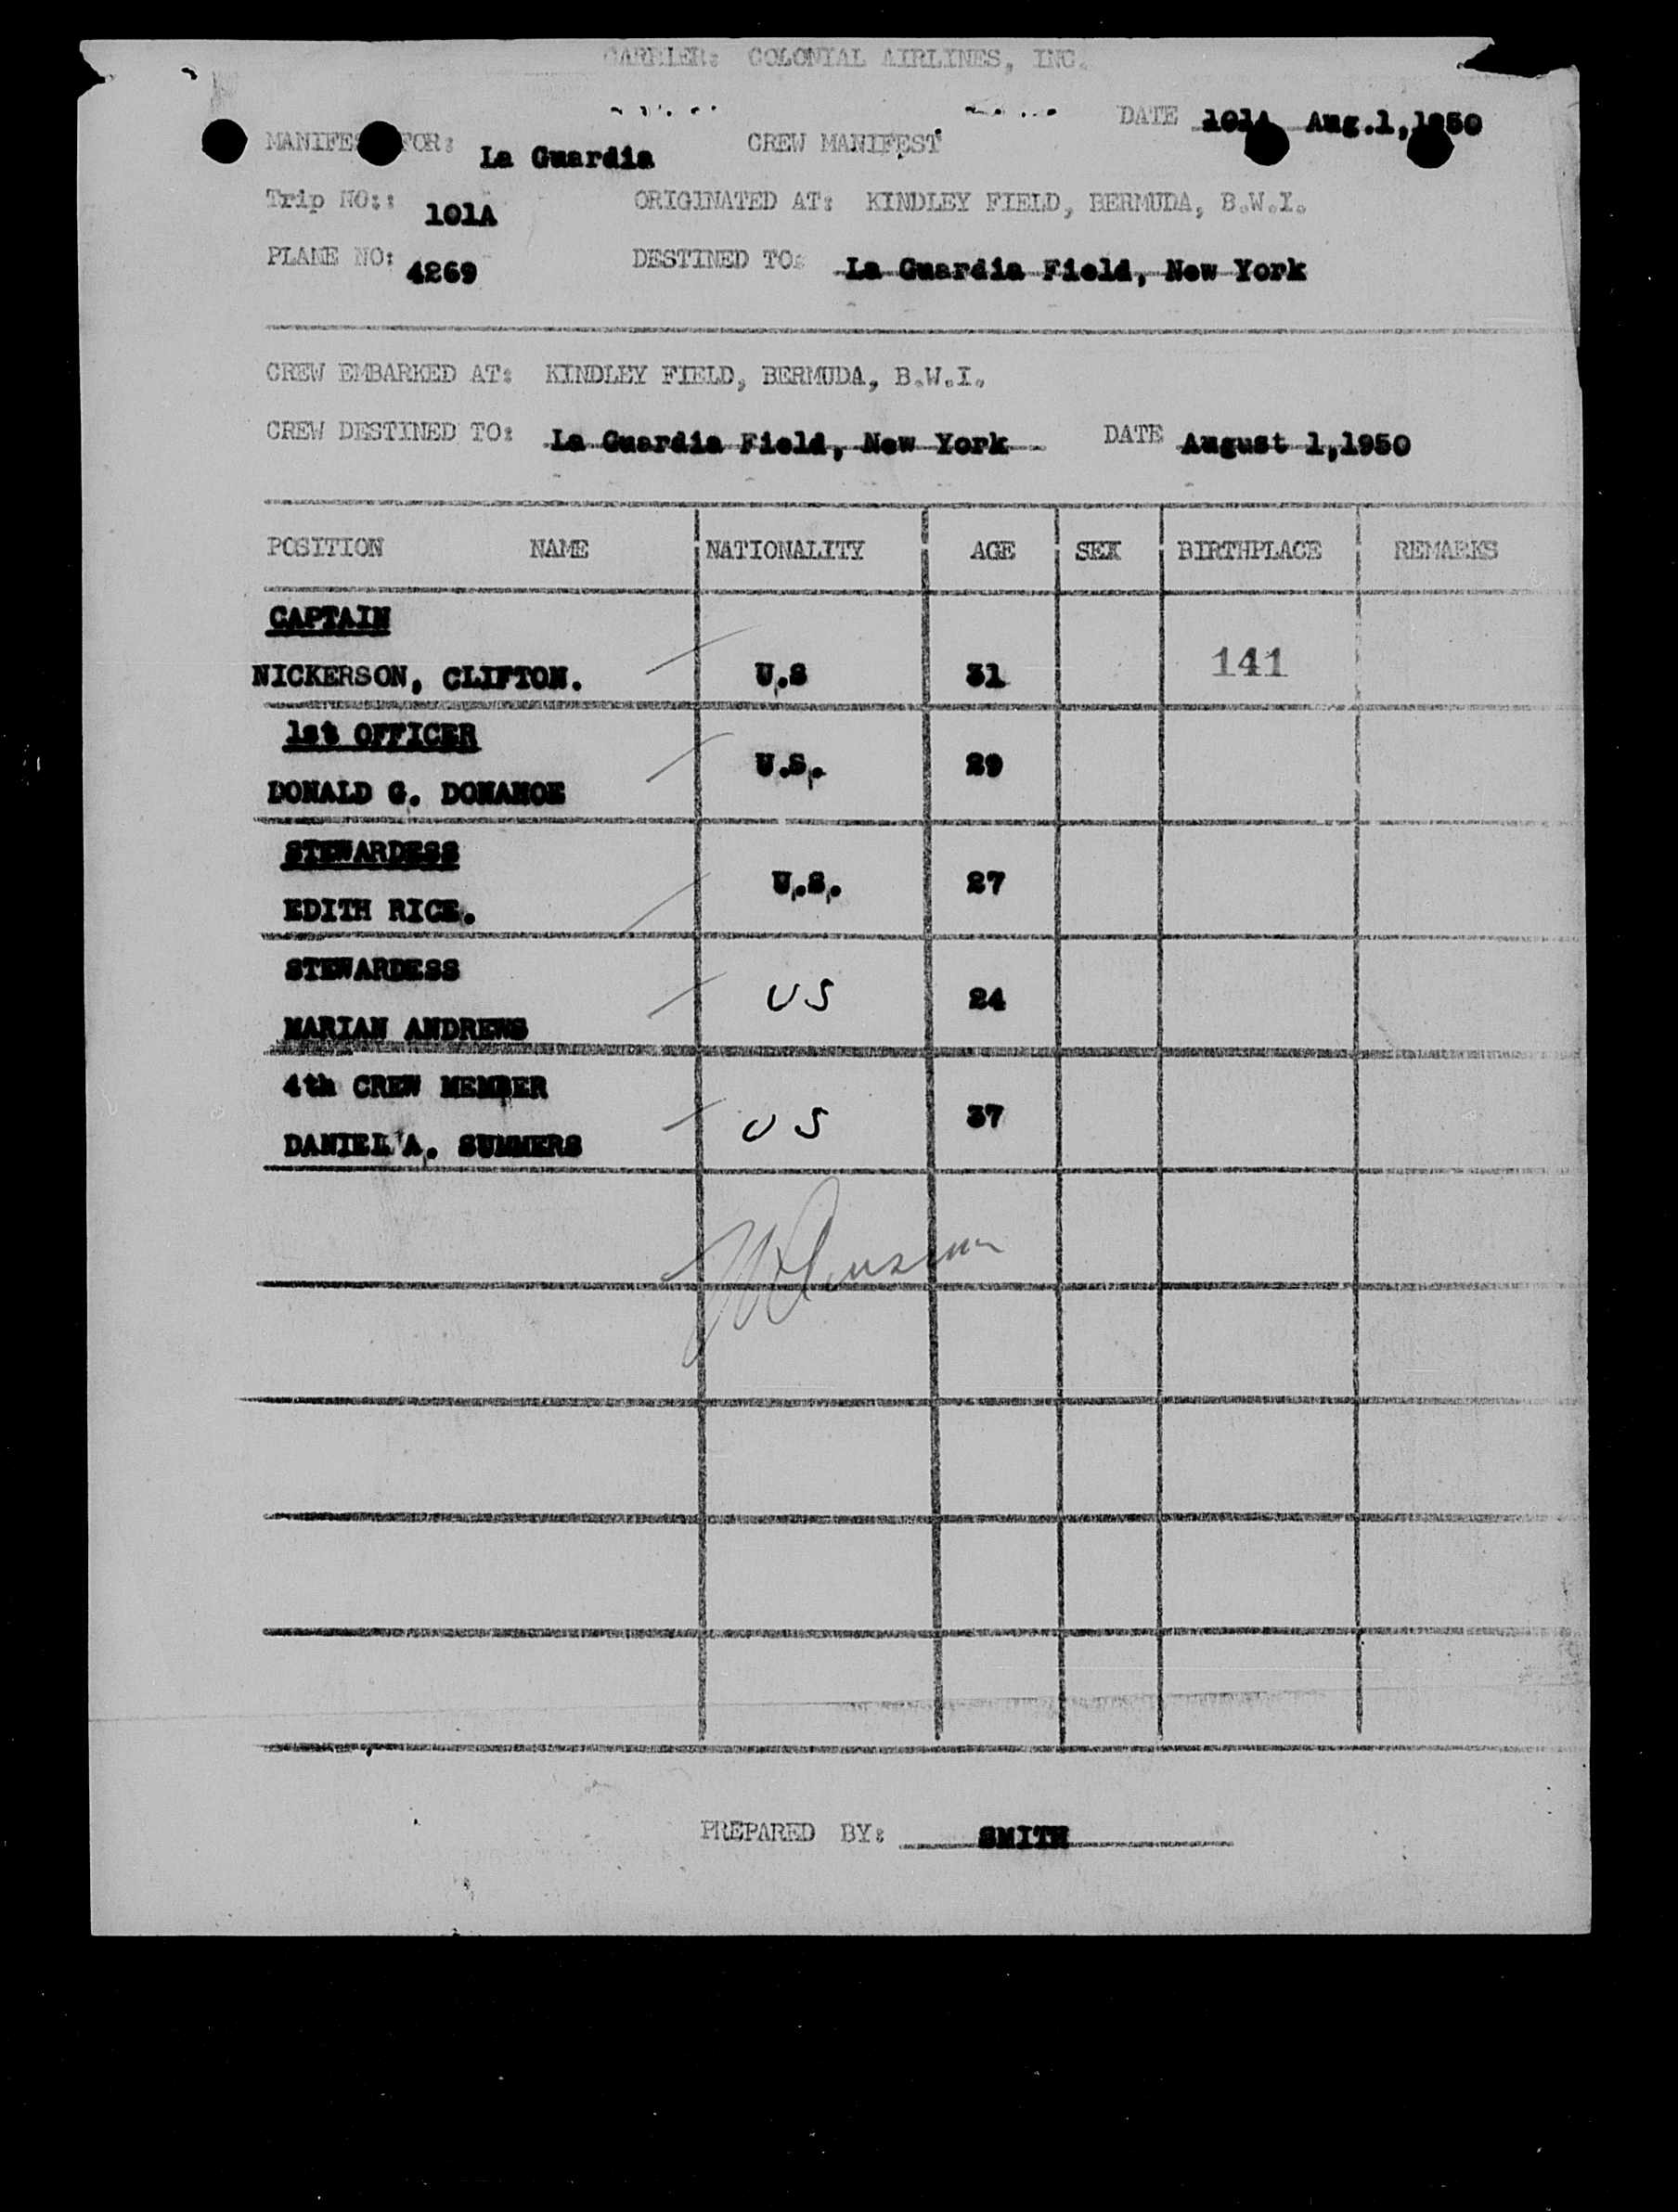 CARRIER: COLONIAL AIRLINES, INC.
DATE 101A Aug.1,1950
MANIFEST FOR: La Guardia CREW MANIFEST
Trip NO:: 101A ORIGINATED AT: KINDLEY FIELD, BERMUDA, B.W.I.
PLANE NO: 4269 DESTINED TO: La Guardia Field, New York
CREW EMBARKED AT: KINDLEY FIELD, BERMUDA, B.W.I.
CREW DESTINED TO: La Guardia Field, New York DATE August 1,1950
POSITION NAME NATIONALITY AGE SEX BIRTHPLACE REMARKS
CAPTAIN
NICKERSON, CLIFTON. U.S 31 141
1st OFFICER
DONALD G. DONAHOE U.S. 29
STEWARDESS
EDITH RICE. U.S. 27
STEWARDESS
MARIAN ANDREWS US 24
4th CREW MEMBER
DANIEL A. SUMMERS US 37
PREPARED BY: SMITH